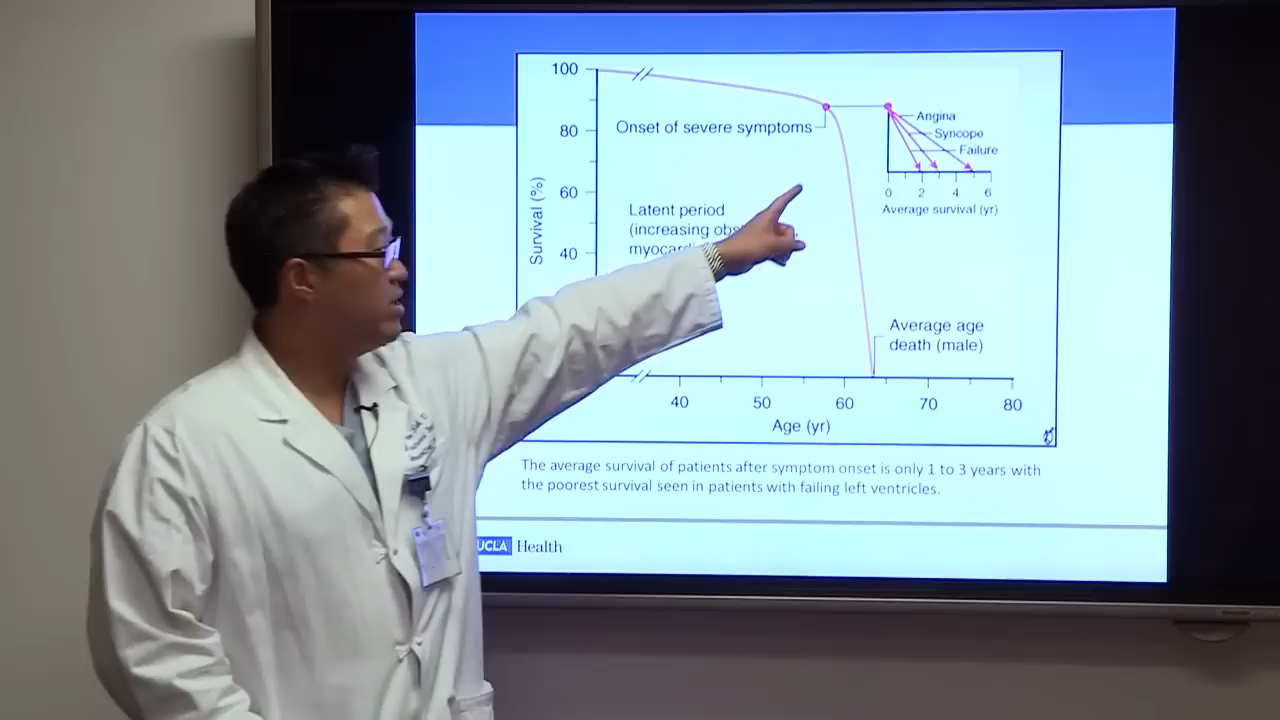 100
80
60
40
Survival (%)
Onset of severe symptoms
Latent period
(increasing
Angina
Syncope
Failure
0 2 4 6
Average survival (yr)
Average age
death (male)
40 50 60 70 80
Age (yr)
The average survival of patients after symptom onset is only 1 to 3 years with
the poorest survival seen in patients with failing left ventricles.
UCLA Health